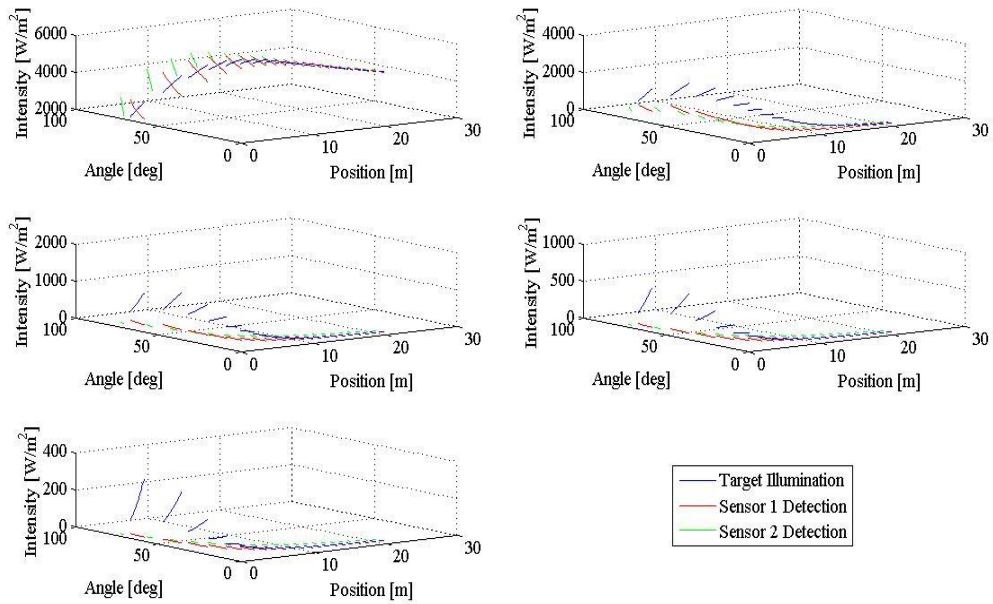 6000
4000
2000
100
50
0
0
10
20
30
Intensity [W/m²]
Angle [deg]
Position [m]
4000
2000
0
100
50
0
0
10
20
30
Intensity [W/m²]
Angle [deg]
Position [m]
2000
1000
0
100
50
0
0
10
20
30
Intensity [W/m²]
Angle [deg]
Position [m]
1000
500
0
100
50
0
0
10
20
30
Intensity [W/m²]
Angle [deg]
Position [m]
400
200
0
100
50
0
0
10
20
30
Intensity [W/m²]
Angle [deg]
Position [m]
Target Illumination
Sensor 1 Detection
Sensor 2 Detection